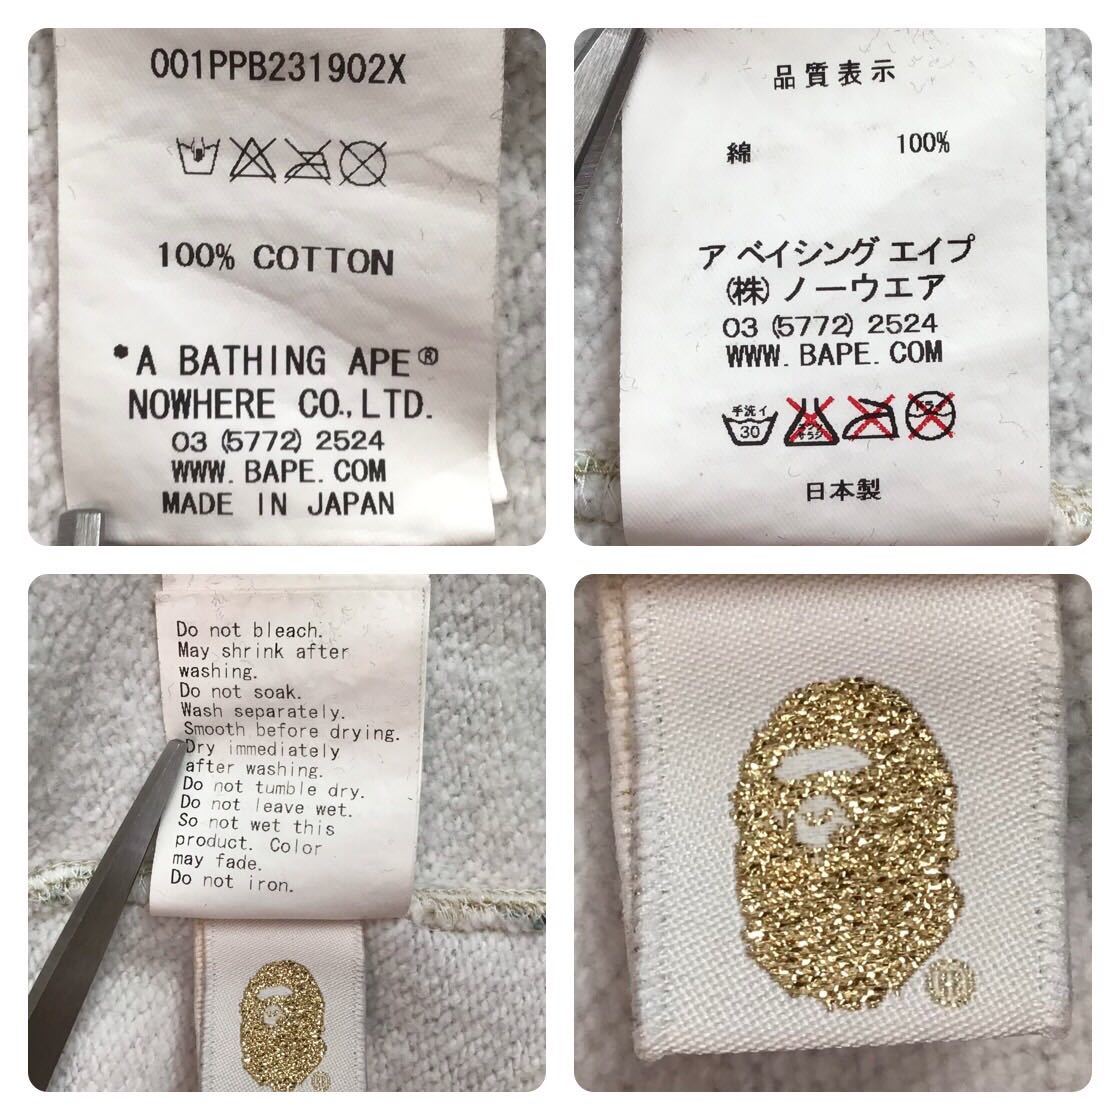 001PPB231902X
100% COTTON
*A BATHING APE®
NOWHERE CO.,LTD.
03 (5772) 2524
WWW. BAPE. COM
MADE IN JAPAN
品質表示
綿 100%
ア ベイシング エイプ
(株) ノーウエア
03 (5772) 2524
WWW. BAPE. COM
手洗イ
30
日本製
Do not bleach.
May shrink after
washing.
Do not soak.
Wash separately.
Smooth before drying.
Dry immediately
after washing.
Do not tumble dry.
Do not leave wet.
So not wet this
product. Color
may fade.
Do not iron.